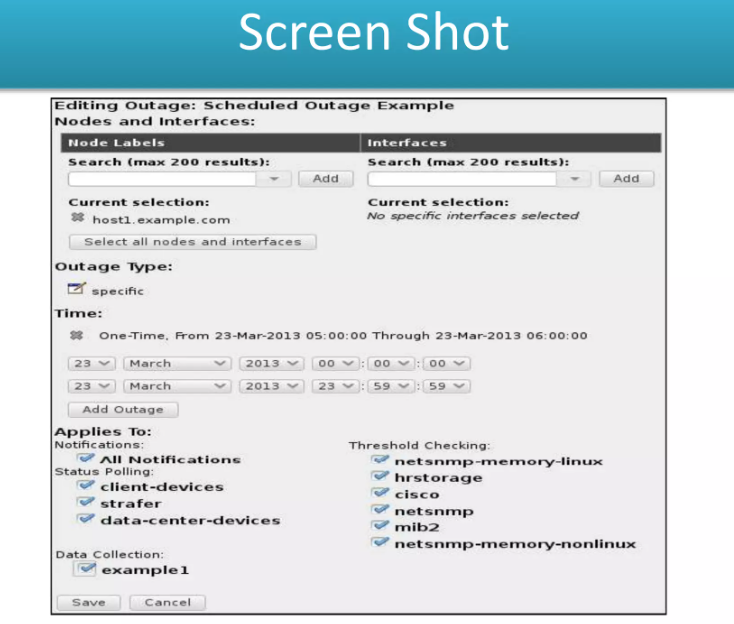 Screen Shot
Editing Outage: Scheduled Outage Example
Nodes and Interfaces:
Node Labels
Interfaces
Search (max 200 results):
Search (max 200 results):
Add
Add
Current selection:
Current selection:
host1.example.com
No specific interfaces selected
Select all nodes and interfaces
Outage Type:
specific
Time:
One-Time, From 23-Mar-2013 05:00:00 Through 23-Mar-2013 06:00:00
23 March 2013 00 : 00 : 00
23 March 2013 23 : 59 : 59
Add Outage
Applies To:
Notifications:
All Notifications
Status Polling:
client-devices
strafer
data-center-devices
Data Collection:
example1
Threshold Checking:
netsnmp-memory-linux
hrstorage
cisco
netsnmp
mib2
netsnmp-memory-nonlinux
Save Cancel